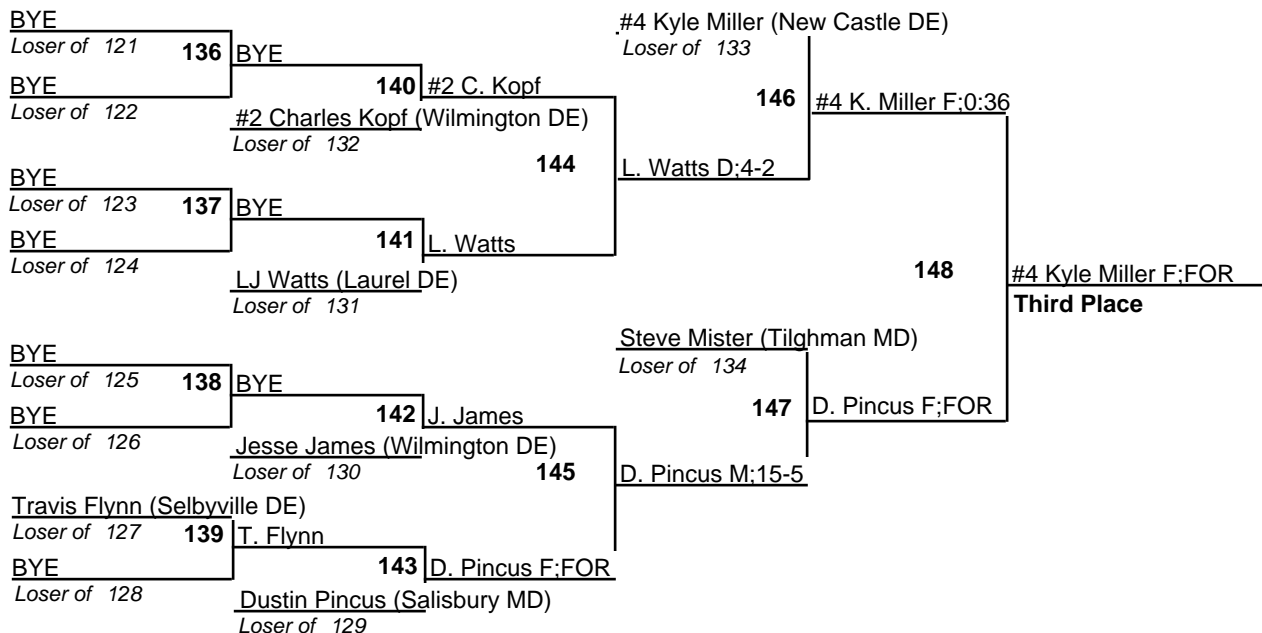 BYE
Loser of 121
136
BYE
BYE
Loser of 122
140
#2 C. Kopf
#2 Charles Kopf (Wilmington DE)
Loser of 132
144
BYE
Loser of 123
137
BYE
BYE
Loser of 124
141
L. Watts
LJ Watts (Laurel DE)
Loser of 131
#4 Kyle Miller (New Castle DE)
Loser of 133
146
#4 K. Miller F;0:36
L. Watts D;4-2
148
#4 Kyle Miller F;FOR
Third Place
BYE
Loser of 125
138
BYE
BYE
Loser of 126
142
J. James
Jesse James (Wilmington DE)
Loser of 130
145
Travis Flynn (Selbyville DE)
Loser of 127
139
T. Flynn
BYE
Loser of 128
143
D. Pincus F;FOR
Dustin Pincus (Salisbury MD)
Loser of 129
Steve Mister (Tilghman MD)
Loser of 134
147
D. Pincus F;FOR
D. Pincus M;15-5